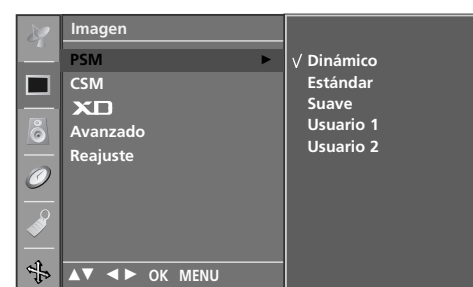 Imagen
PSM ►
CSM
XD
Avanzado
Reajuste
▲▼ ◄► OK MENU
√ Dinámico
Estándar
Suave
Usuario 1
Usuario 2